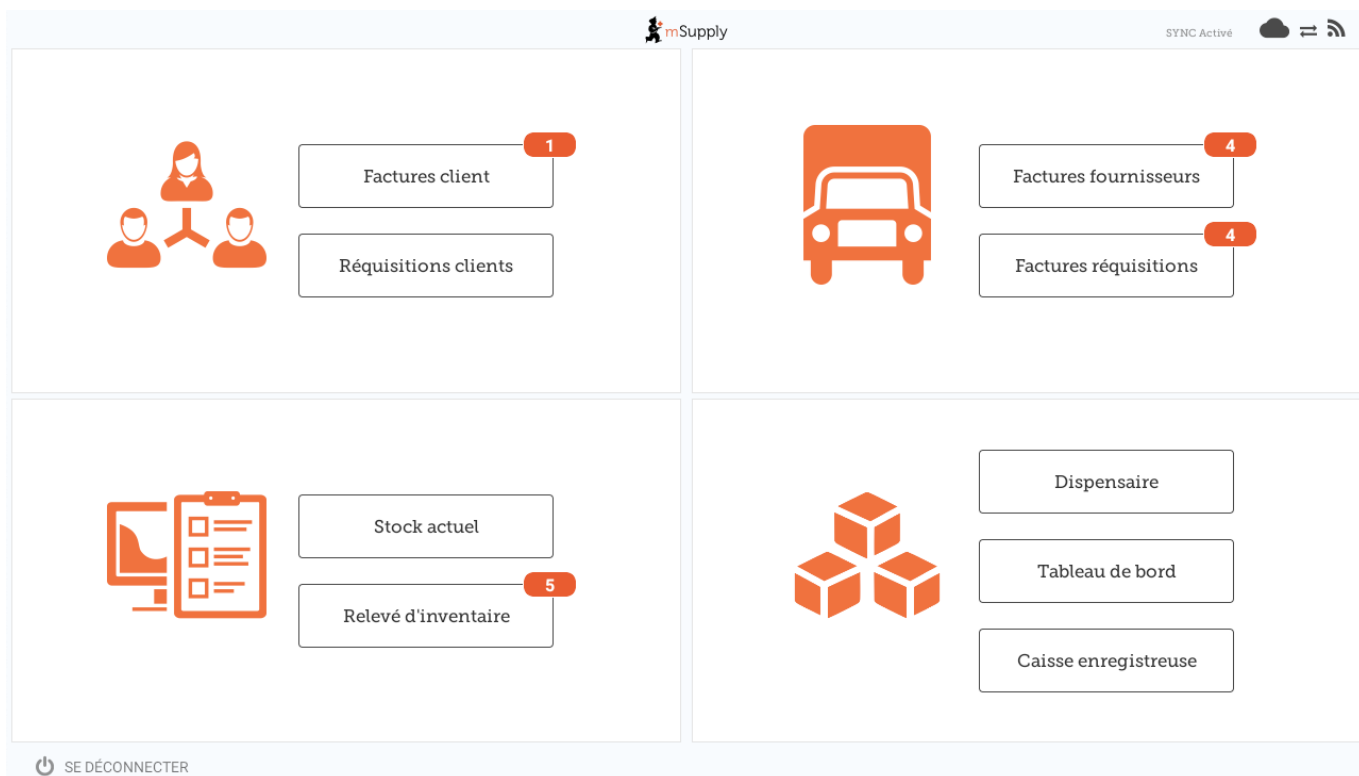 mSupply
SYNC Activé
1
Factures client
Réquisitions clients
4
Factures fournisseurs
4
Factures réquisitions
Stock actuel
5
Relevé d'inventaire
Dispensaire
Tableau de bord
Caisse enregistreuse
SE DÉCONNECTER